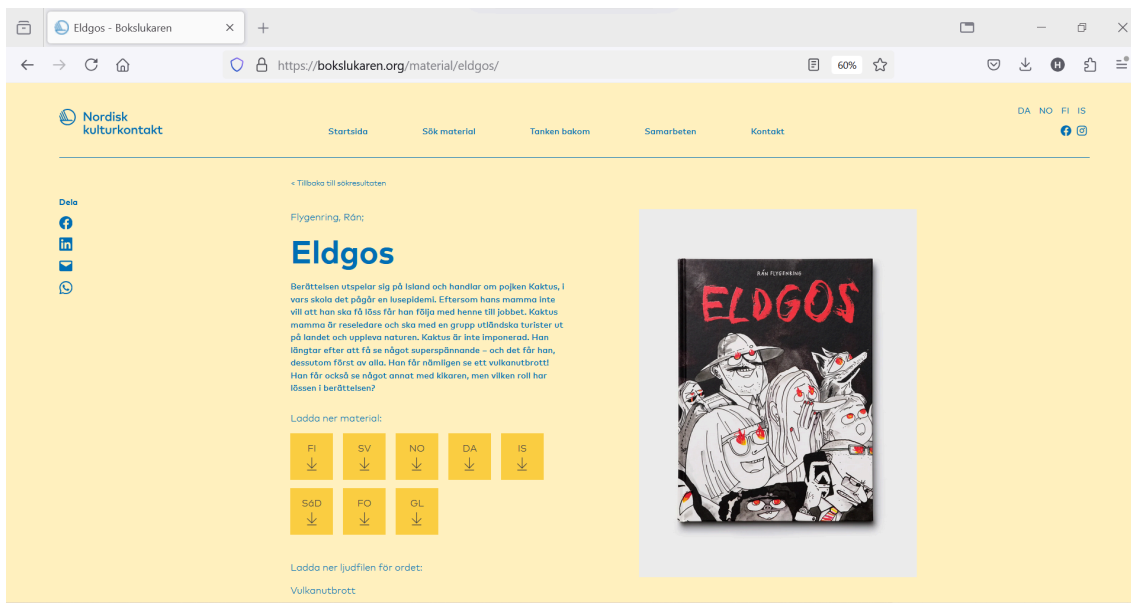 Eldgos - Bokslukaren
https://bokslukaren.org/material/eldgos/
60%
H
Nordisk
kulturkontakt
Startsida
Sök material
Tanken bakom
Samarbeten
Kontakt
DA NO FI IS
< Tillbaka till sökresultaten
Dela
Flygenring, Rán;
Eldgos
Berättelsen utspelar sig på Island och handlar om pojken Kaktus, i
vars skola det pågår en lusepidemi. Eftersom hans mamma inte
vill att han ska få löss får han följa med henne till jobbet. Kaktus
mamma är reseledare och ska med en grupp utländska turister ut
på landet och uppleva naturen. Kaktus är inte imponerad. Han
längtar efter att få se något superspännande – och det får han,
dessutom först av alla. Han får nämligen se ett vulkanutbrott!
Han får också se något annat med kikaren, men vilken roll har
lössen i berättelsen?
Ladda ner material:
FI SV NO DA IS
SáD FO GL
Ladda ner ljudfilen för ordet:
Vulkanutbrott
RÁN FLYGENRING
ELDGOS